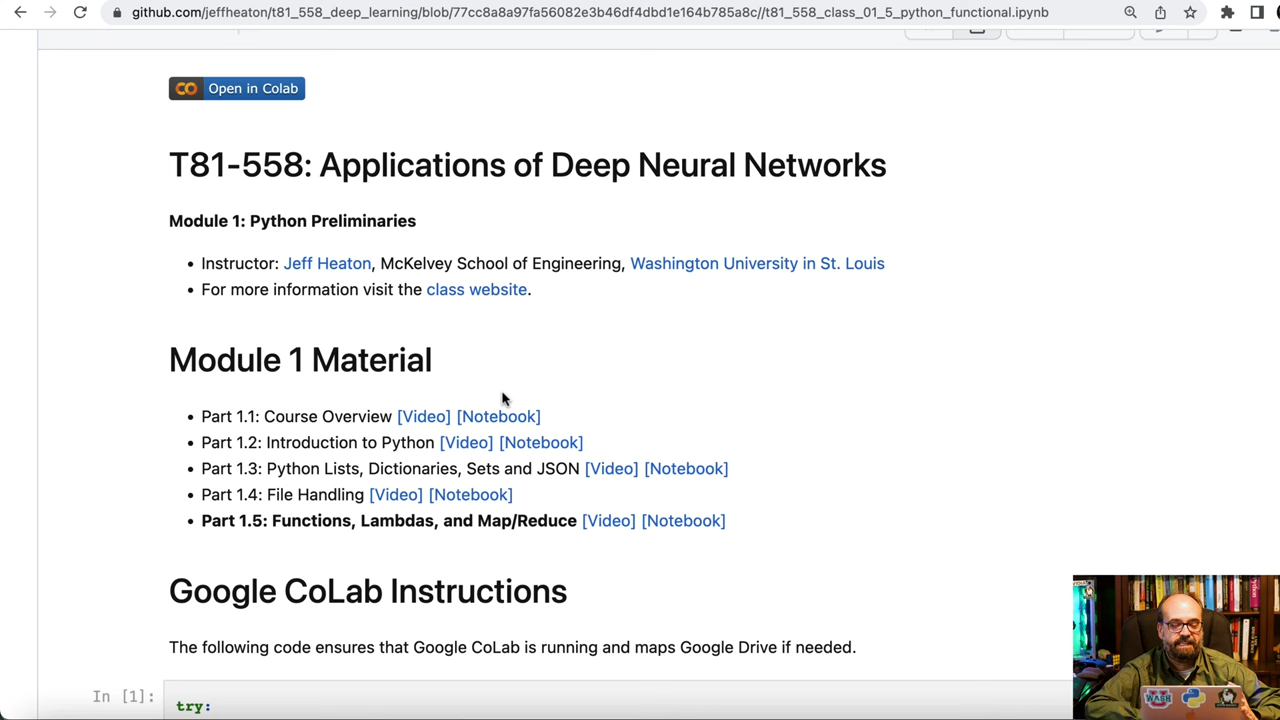 github.com/jeffheaton/t81_558_deep_learning/blob/77cc8a8a97fa56082e3b46df4dbd1e164b785a8c//t81_558_class_01_5_python_functional.ipynb
CO Open in Colab
T81-558: Applications of Deep Neural Networks
Module 1: Python Preliminaries
• Instructor: Jeff Heaton, McKelvey School of Engineering, Washington University in St. Louis
• For more information visit the class website.
Module 1 Material
• Part 1.1: Course Overview [Video] [Notebook]
• Part 1.2: Introduction to Python [Video] [Notebook]
• Part 1.3: Python Lists, Dictionaries, Sets and JSON [Video] [Notebook]
• Part 1.4: File Handling [Video] [Notebook]
• Part 1.5: Functions, Lambdas, and Map/Reduce [Video] [Notebook]
Google CoLab Instructions
The following code ensures that Google CoLab is running and maps Google Drive if needed.
In [1]:
try:
WASH